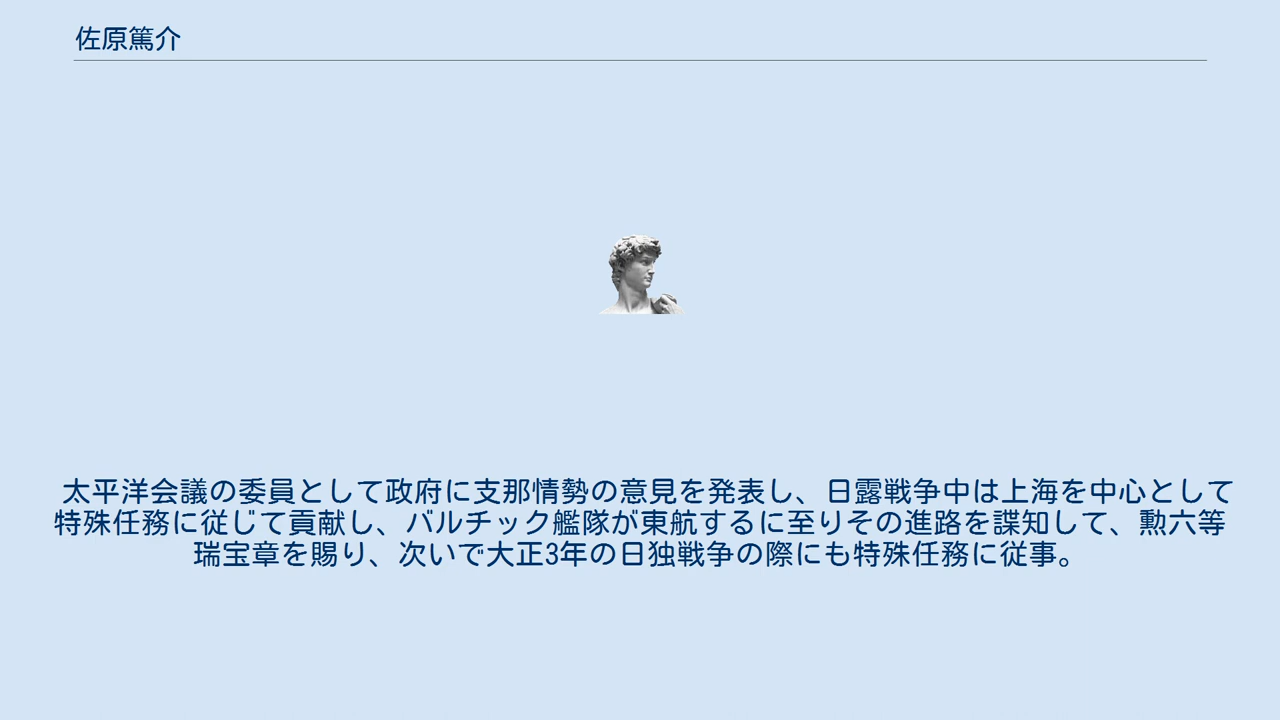 佐原篤介
太平洋会議の委員として政府に支那情勢の意見を発表し、日露戦争中は上海を中心として
特殊任務に従じて貢献し、バルチック艦隊が東航するに至りその進路を諜知して、勲六等
瑞宝章を賜り、次いで大正3年の日独戦争の際にも特殊任務に従事。